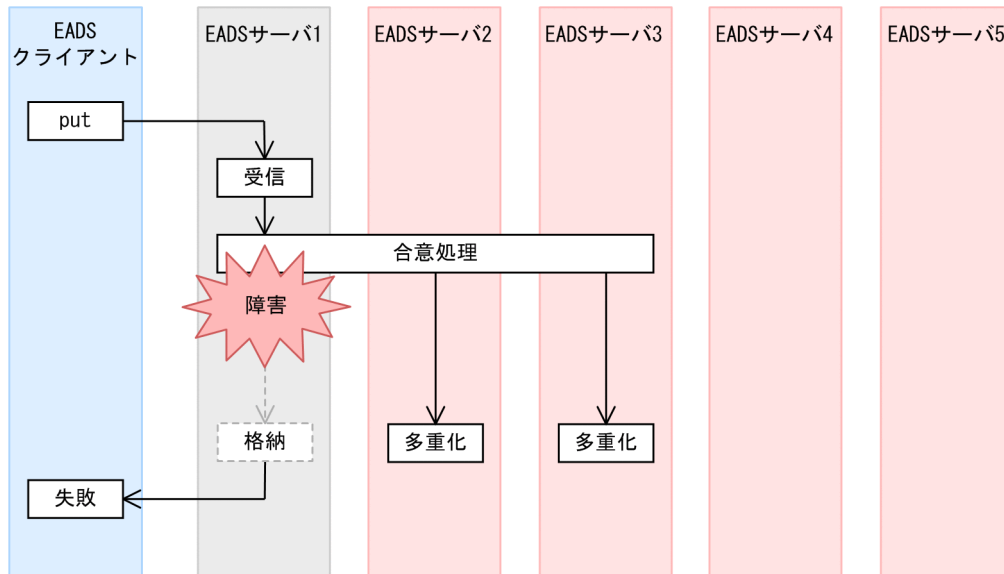 EADS
クライアント
EADSサーバ1
EADSサーバ2
EADSサーバ3
EADSサーバ4
EADSサーバ5
put
受信
合意処理
障害
格納
多重化
多重化
失敗